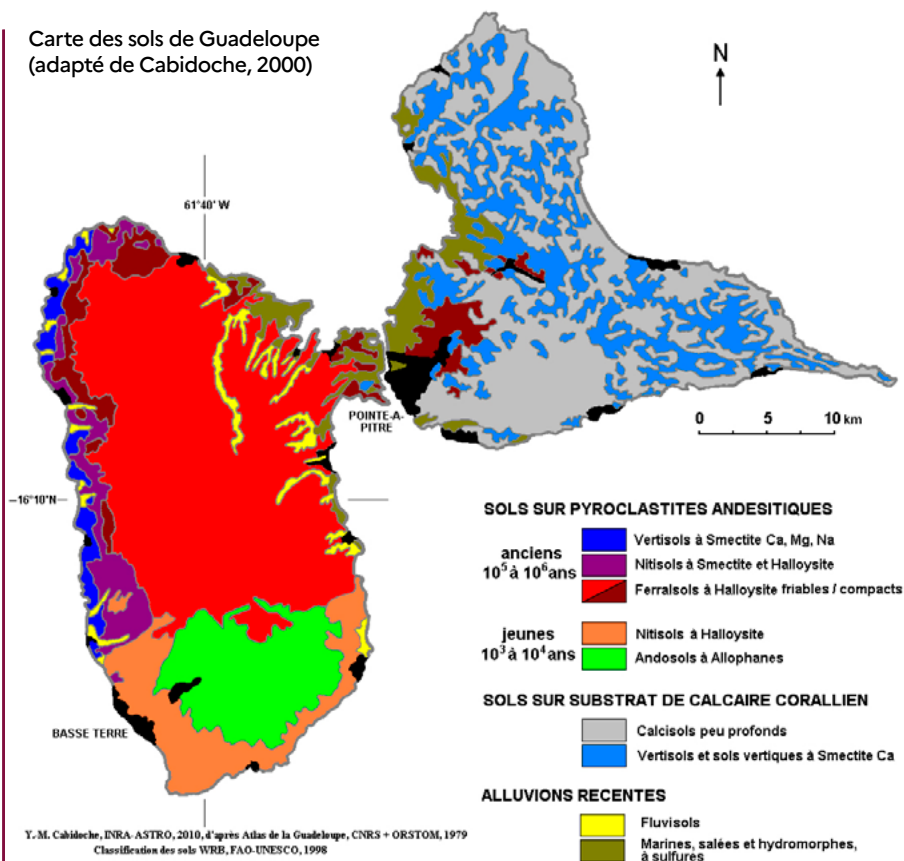 Carte des sols de Guadeloupe
(adapté de Cabidoche, 2000)
N
61°40' W
POINTE-A-
PITRE
0 5 10 km
16°10'N
BASSE TERRE
SOLS SUR PYROCLASTITES ANDESITIQUES
anciens
10⁵ à 10⁶ ans
Vertisols à Smectite Ca, Mg, Na
Nitisols à Smectite et Halloysite
Ferralsols à Halloysite friables / compacts
jeunes
10³ à 10⁴ ans
Nitisols à Halloysite
Andosols à Allophanes
SOLS SUR SUBSTRAT DE CALCAIRE CORALLIEN
Calcisols peu profonds
Vertisols et sols vertiques à Smectite Ca
ALLUVIONS RECENTES
Fluvisols
Marines, salées et hydromorphes,
à sulfures
Y.-M. Cabidoche, INRA-ASTRO, 2010, d'après Atlas de la Guadeloupe, CNRS + ORSTOM, 1979
Classification des sols WRB, FAO-UNESCO, 1998